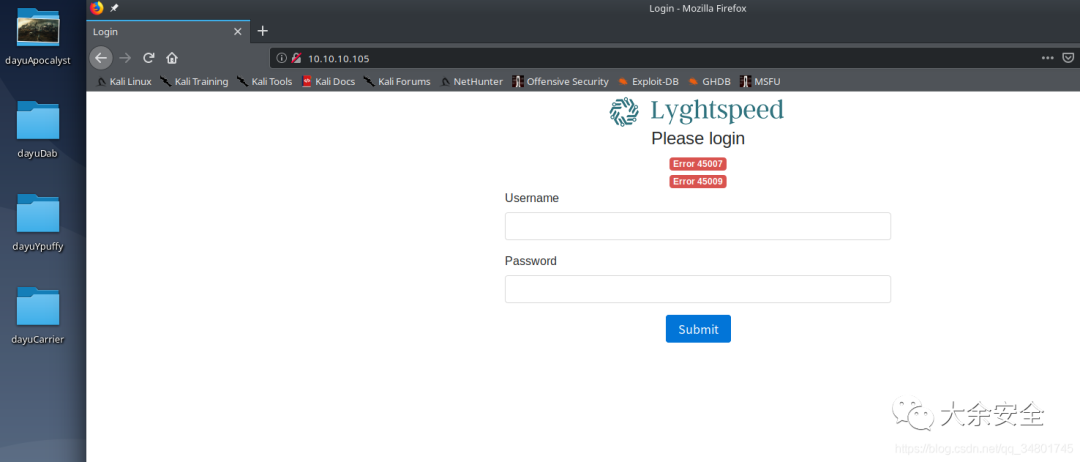 Login - Mozilla Firefox
Login
10.10.10.105
Kali Linux Kali Training Kali Tools Kali Docs Kali Forums NetHunter Offensive Security Exploit-DB GHDB MSFU
dayuApocalyst
dayuDab
dayuYpuffy
dayuCarrier
Lyghtspeed
Please login
Error 45007
Error 45009
Username
Password
Submit
大余安全
https://blog.csdn.net/qq_34801745